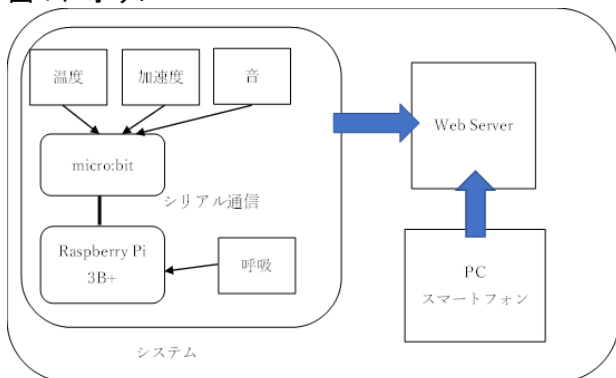 温度
加速度
音
micro:bit
シリアル通信
Raspberry Pi
3B+
呼吸
システム
Web Server
PC
スマートフォン